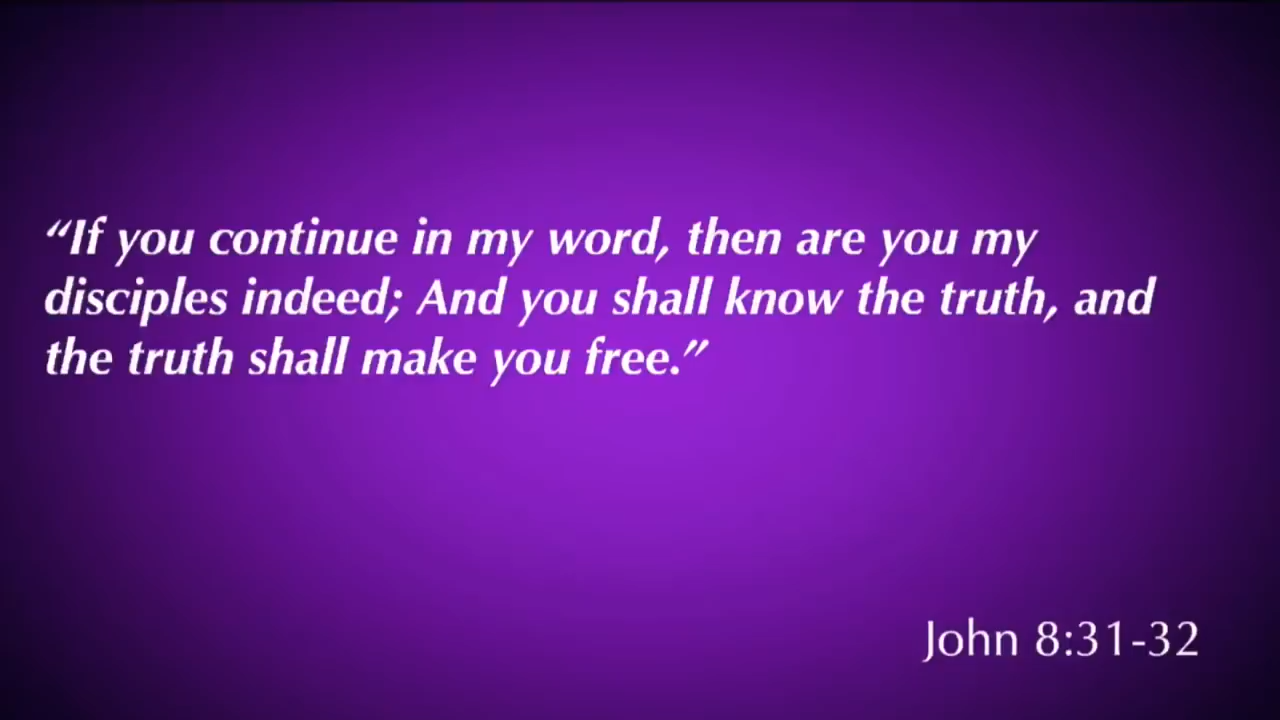 “If you continue in my word, then are you my
disciples indeed; And you shall know the truth, and
the truth shall make you free.”
John 8:31-32